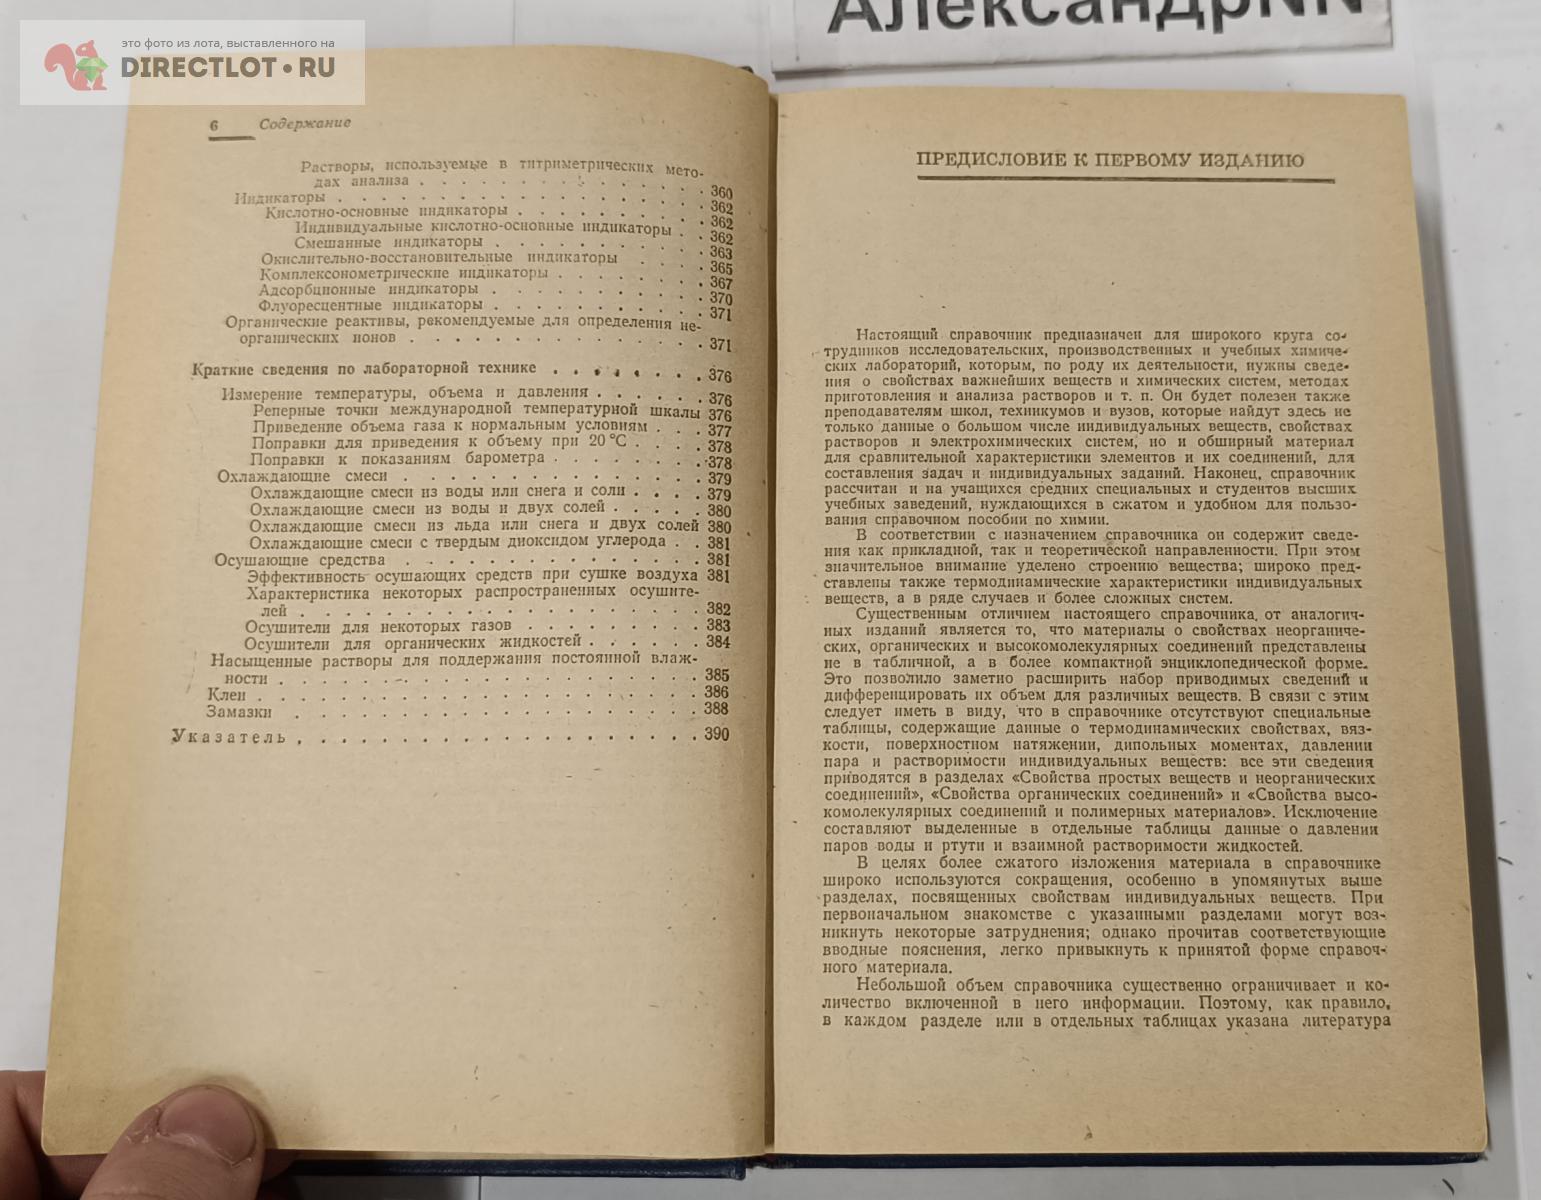 АлександрNN
это фото из лота, выставленного на
DIRECTLOT•RU
6 Содержание
Растворы, используемые в титриметрических мето-
дах анализа . . . . . . . . . . . . . 360
Индикаторы . . . . . . . . . . . . . . . . 362
Кислотно-основные индикаторы . . . . . . . . 362
Индивидуальные кислотно-основные индикаторы . . 362
Смешанные индикаторы . . . . . . . . . 363
Окислительно-восстановительные индикаторы . . . 365
Комплексонометрические индикаторы . . . . . . . 367
Адсорбционные индикаторы . . . . . . . . . . 370
Флуоресцентные индикаторы . . . . . . . . . . 371
Органические реактивы, рекомендуемые для определения не-
органических ионов . . . . . . . . . . . . . 371
Краткие сведения по лабораторной технике . . . . . . . 376
Измерение температуры, объема и давления . . . . . . 376
Реперные точки международной температурной шкалы 376
Приведение объема газа к нормальным условиям . . . 377
Поправки для приведения к объему при 20 °С . . . . 378
Поправки к показаниям барометра . . . . . . . . 378
Охлаждающие смеси . . . . . . . . . . . . . 379
Охлаждающие смеси из воды или снега и соли . . . . 379
Охлаждающие смеси из воды и двух солей . . . . . 380
Охлаждающие смеси из льда или снега и двух солей 380
Охлаждающие смеси с твердым диоксидом углерода . . 381
Осушающие средства . . . . . . . . . . . . . 381
Эффективность осушающих средств при сушке воздуха 381
Характеристика некоторых распространенных осушите-
лей . . . . . . . . . . . . . . . . . . 382
Осушители для некоторых газов . . . . . . . . . 383
Осушители для органических жидкостей . . . . . . 384
Насыщенные растворы для поддержания постоянной влаж-
ности . . . . . . . . . . . . . . . . . . . 385
Клеи . . . . . . . . . . . . . . . . . . . . 386
Замазки . . . . . . . . . . . . . . . . . . . 388
Указатель . . . . . . . . . . . . . . . . . . . 390
ПРЕДИСЛОВИЕ К ПЕРВОМУ ИЗДАНИЮ
Настоящий справочник предназначен для широкого круга со-
трудников исследовательских, производственных и учебных химиче-
ских лабораторий, которым, по роду их деятельности, нужны сведе-
ния о свойствах важнейших веществ и химических систем, методах
приготовления и анализа растворов и т. п. Он будет полезен также
преподавателям школ, техникумов и вузов, которые найдут здесь не
только данные о большом числе индивидуальных веществ, свойствах
растворов и электрохимических систем, но и обширный материал
для сравнительной характеристики элементов и их соединений, для
составления задач и индивидуальных заданий. Наконец, справочник
рассчитан и на учащихся средних специальных и студентов высших
учебных заведений, нуждающихся в сжатом и удобном для пользо-
вания справочном пособии по химии.
В соответствии с назначением справочника он содержит сведе-
ния как прикладной, так и теоретической направленности. При этом
значительное внимание уделено строению вещества; широко пред-
ставлены также термодинамические характеристики индивидуальных
веществ, а в ряде случаев и более сложных систем.
Существенным отличием настоящего справочника от аналогич-
ных изданий является то, что материалы о свойствах неорганиче-
ских, органических и высокомолекулярных соединений представлены
не в табличной, а в более компактной энциклопедической форме.
Это позволило заметно расширить набор приводимых сведений и
дифференцировать их объем для различных веществ. В связи с этим
следует иметь в виду, что в справочнике отсутствуют специальные
таблицы, содержащие данные о термодинамических свойствах, вяз-
кости, поверхностном натяжении, дипольных моментах, давлении
пара и растворимости индивидуальных веществ: все эти сведения
приводятся в разделах «Свойства простых веществ и неорганических
соединений», «Свойства органических соединений» и «Свойства высо-
комолекулярных соединений и полимерных материалов». Исключение
составляют выделенные в отдельные таблицы данные о давлении
паров воды и ртути и взаимной растворимости жидкостей.
В целях более сжатого изложения материала в справочнике
широко используются сокращения, особенно в упомянутых выше
разделах, посвященных свойствам индивидуальных веществ. При
первоначальном знакомстве с указанными разделами могут воз-
никнуть некоторые затруднения; однако прочитав соответствующие
вводные пояснения, легко привыкнуть к принятой форме справоч-
ного материала.
Небольшой объем справочника существенно ограничивает и ко-
личество включенной в него информации. Поэтому, как правило,
в каждом разделе или в отдельных таблицах указана литература